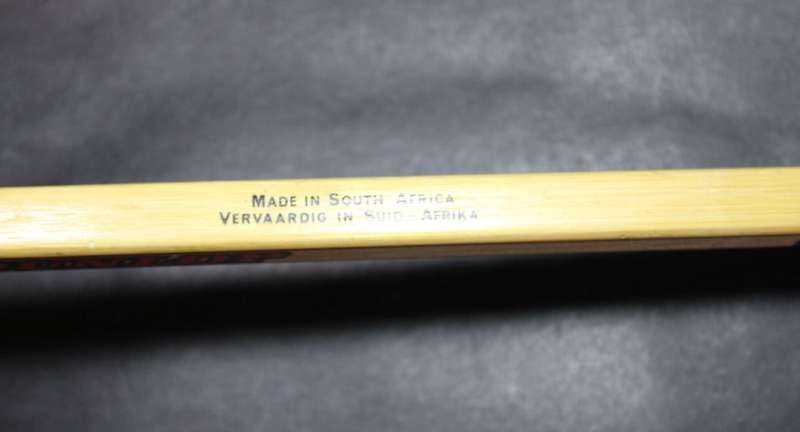 MADE IN SOUTH AFRICA
VERVAARDIG IN SUID-AFRIKA